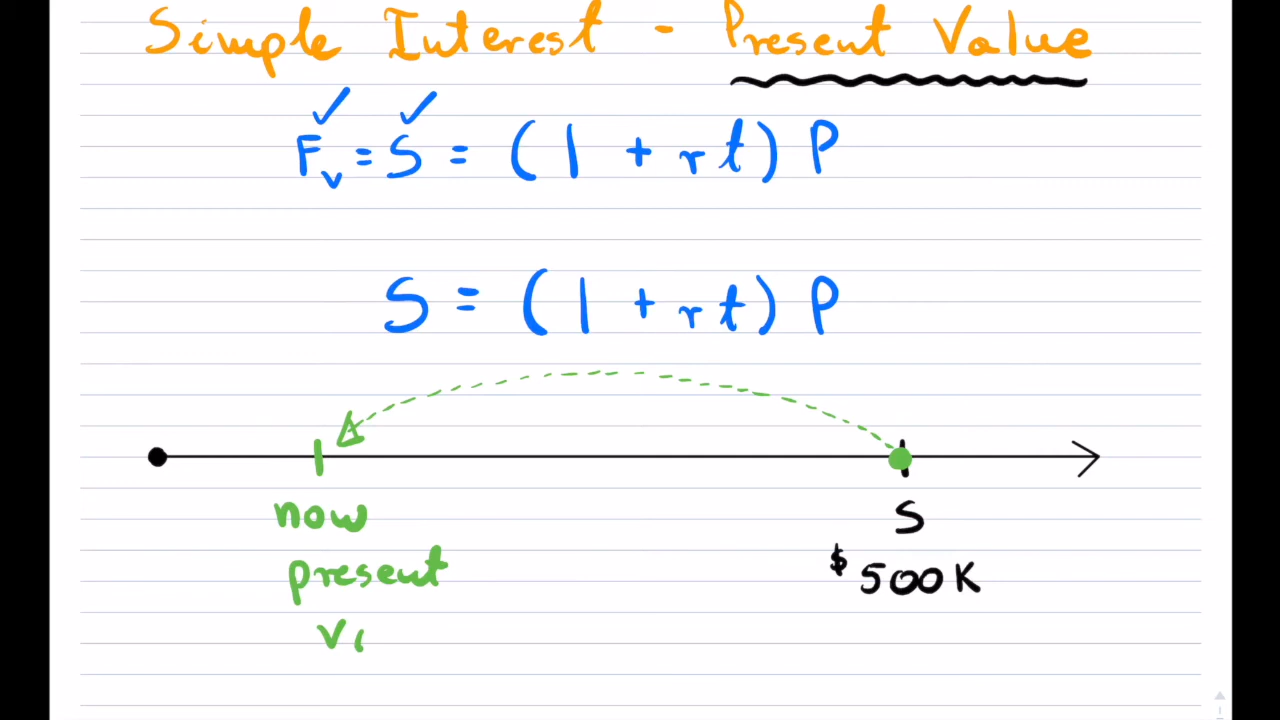 Simple Interest - Present Value
✓ ✓
Fv = S = (1 + rt) P
S = (1 + rt) P
now
present
S
$500K